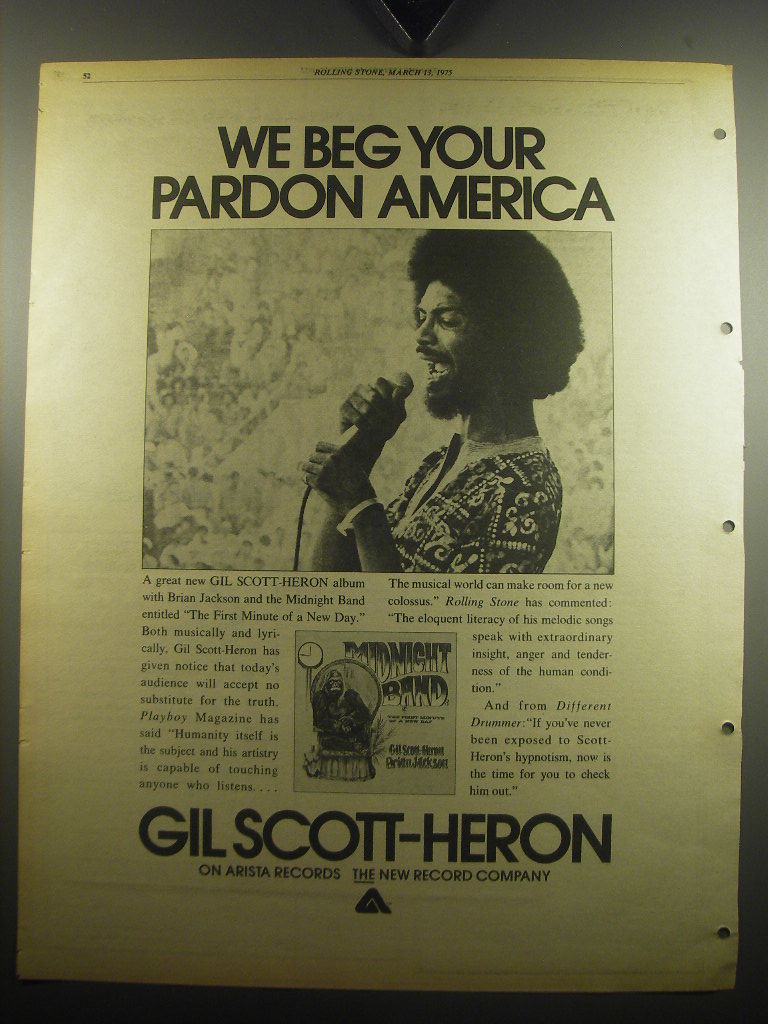 52
ROLLING STONE, MARCH 13, 1975
WE BEG YOUR
PARDON AMERICA
A great new GIL SCOTT-HERON album
with Brian Jackson and the Midnight Band
entitled “The First Minute of a New Day.”
Both musically and lyri-
cally, Gil Scott-Heron has
given notice that today’s
audience will accept no
substitute for the truth.
Playboy Magazine has
said “Humanity itself is
the subject and his artistry
is capable of touching
anyone who listens. . . .
The musical world can make room for a new
colossus.” Rolling Stone has commented:
“The eloquent literacy of his melodic songs
speak with extraordinary
insight, anger and tender-
ness of the human condi-
tion.”
And from Different
Drummer: “If you’ve never
been exposed to Scott-
Heron’s hypnotism, now is
the time for you to check
him out.”
MIDNIGHT
BAND
THE FIRST MINUTE
OF A NEW DAY
Gil Scott-Heron
Brian Jackson
GIL SCOTT-HERON
ON ARISTA RECORDS THE NEW RECORD COMPANY